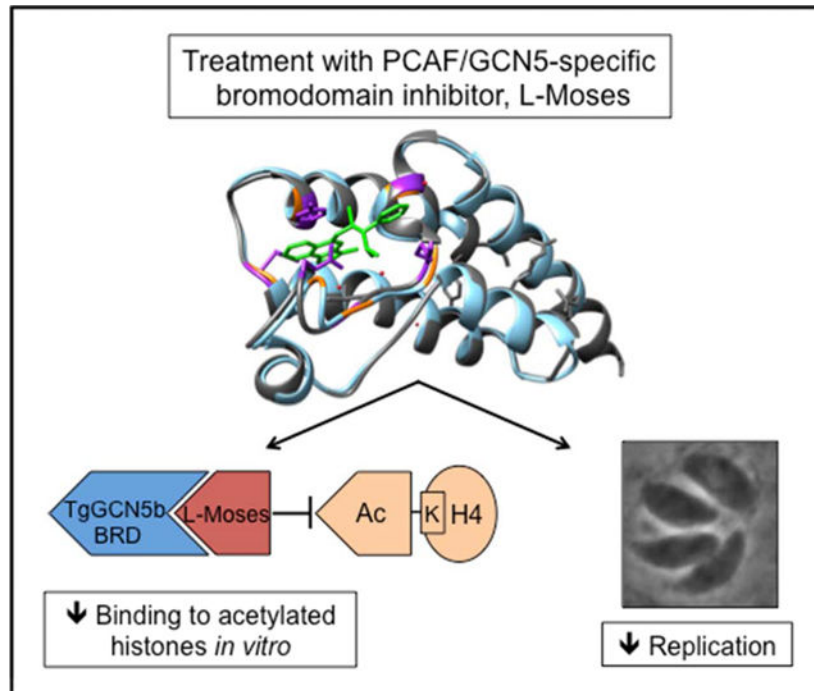 Treatment with PCAF/GCN5-specific
bromodomain inhibitor, L-Moses
TgGCN5b
BRD
L-Moses
Ac
K
H4
🡳 Binding to acetylated
histones in vitro
🡳 Replication